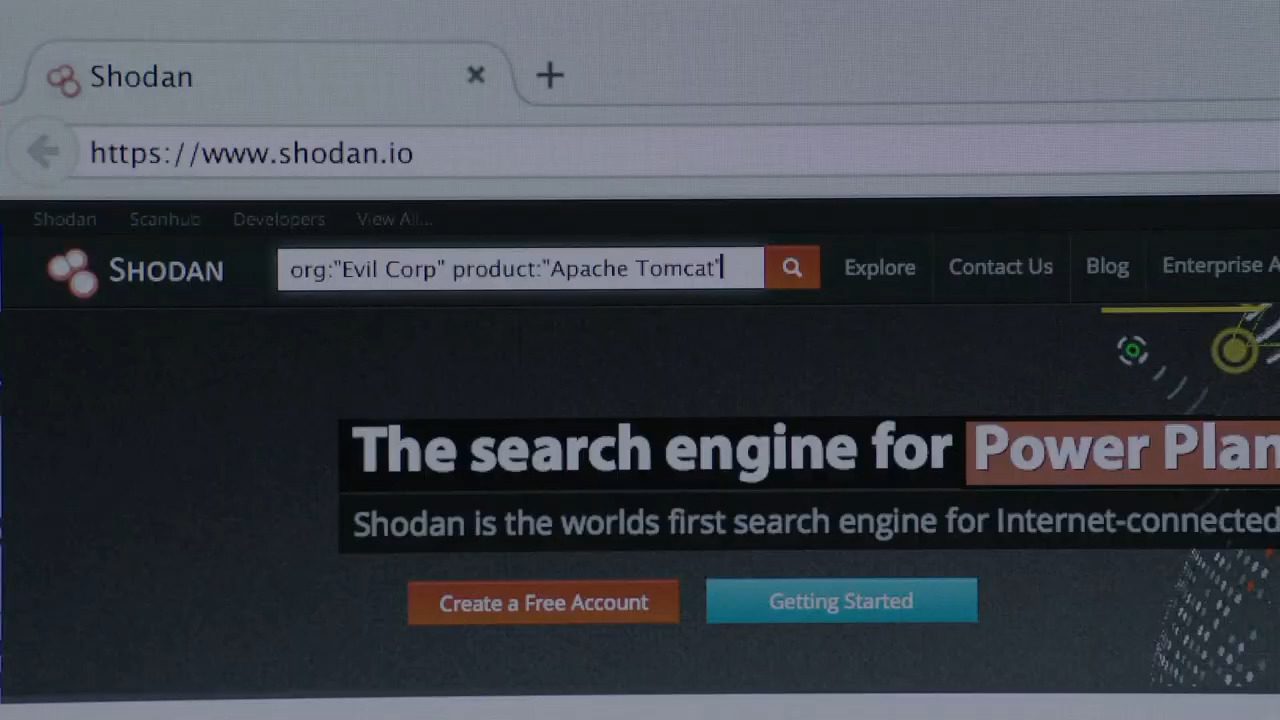 Shodan
https://www.shodan.io
Shodan Scanhub Developers View All...
SHODAN org:"Evil Corp" product:"Apache Tomcat" Explore Contact Us Blog Enterprise A
The search engine for Power Plan
Shodan is the worlds first search engine for Internet-connected
Create a Free Account Getting Started